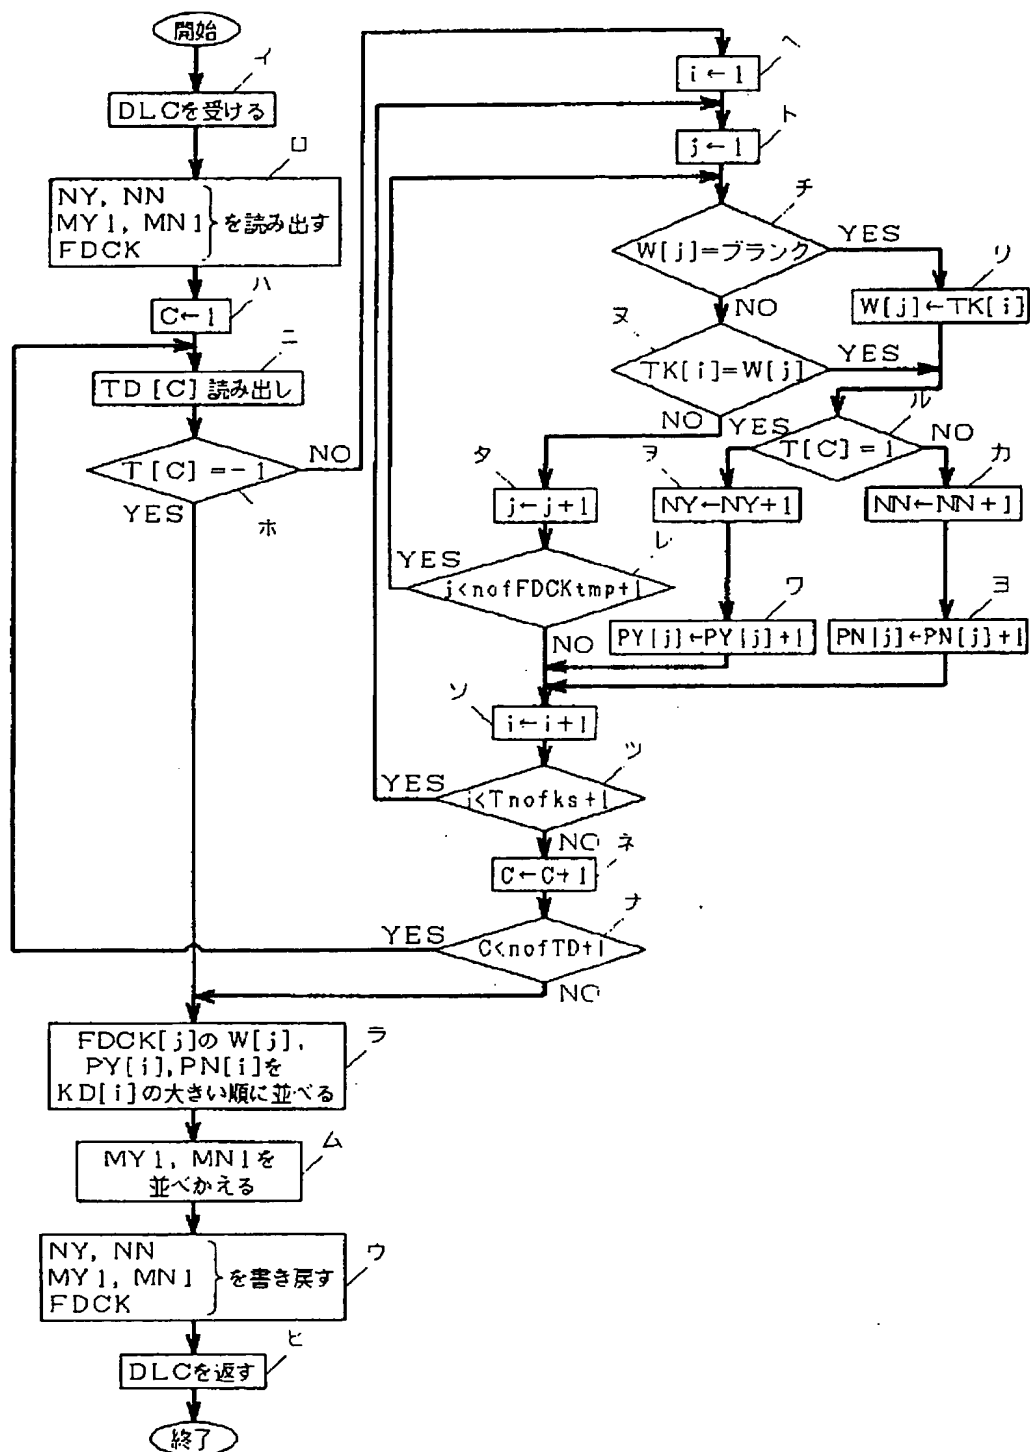 開始
イ
DLCを受ける
ロ
NY, NN
MY1, MN1
FDCK
を読み出す
ハ
C←1
ニ
TD[C] 読み出し
T[C]=-1
NO
YES
ホ
ヘ
i←1
ト
j←1
チ
W[j]=ブランク
YES
NO
リ
W[j]←TK[i]
ヌ
TK[i]=W[j]
YES
NO
ル
YES
T[C]=1
NO
タ
j←j+1
ヲ
NY←NY+1
カ
NN←NN+1
レ
YES
j<nofFDCKtmp+1
NO
ワ
PY[j]←PY[j]+1
ヨ
PN[j]←PN[j]+1
ソ
i←i+1
ツ
YES
i<Tnofks+1
NO
ネ
C←C+1
ナ
YES
C<nofTD+1
NO
ラ
FDCK[j]の W[j],
PY[i],PN[i]を
KD[i]の大きい順に並べる
ム
MY1, MN1を
並べかえる
ウ
NY, NN
MY1, MN1
FDCK
を書き戻す
ヒ
DLCを返す
終了